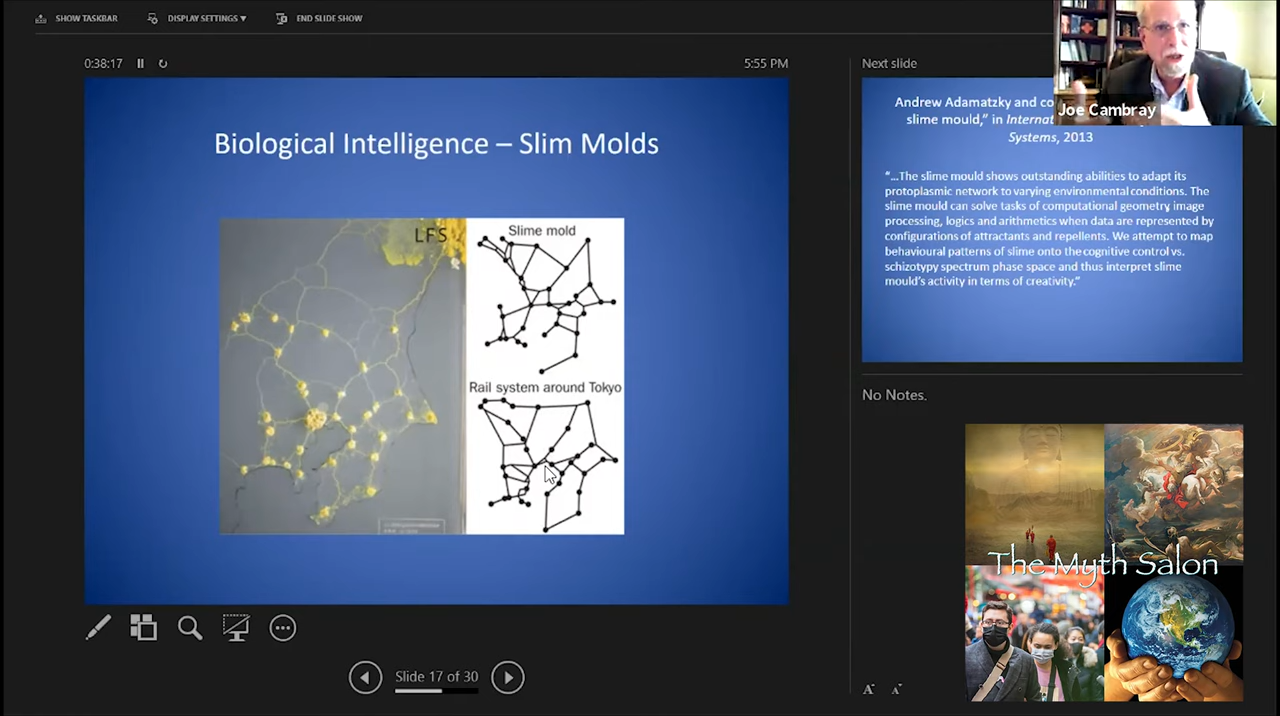 SHOW TASKBAR
DISPLAY SETTINGS ▾
END SLIDE SHOW
0:38:17
5:55 PM
Biological Intelligence – Slim Molds
LFS
Slime mold
Rail system around Tokyo
Slide 17 of 30
Next slide
Andrew Adamatzky and co
slime mould,” in Internat
Systems, 2013
“…The slime mould shows outstanding abilities to adapt its
protoplasmic network to varying environmental conditions. The
slime mould can solve tasks of computational geometry, image
processing, logics and arithmetics when data are represented by
configurations of attractants and repellents. We attempt to map
behavioural patterns of slime onto the cognitive control vs.
schizotypy spectrum phase space and thus interpret slime
mould’s activity in terms of creativity.”
Joe Cambray
No Notes.
The Myth Salon
A
A